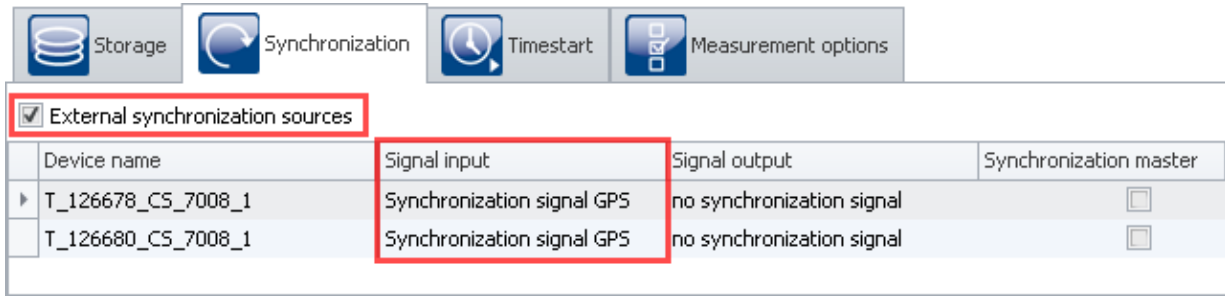 Storage Synchronization Timestart Measurement options
External synchronization sources
Device name Signal input Signal output Synchronization master
T_126678_CS_7008_1 Synchronization signal GPS no synchronization signal
T_126680_CS_7008_1 Synchronization signal GPS no synchronization signal